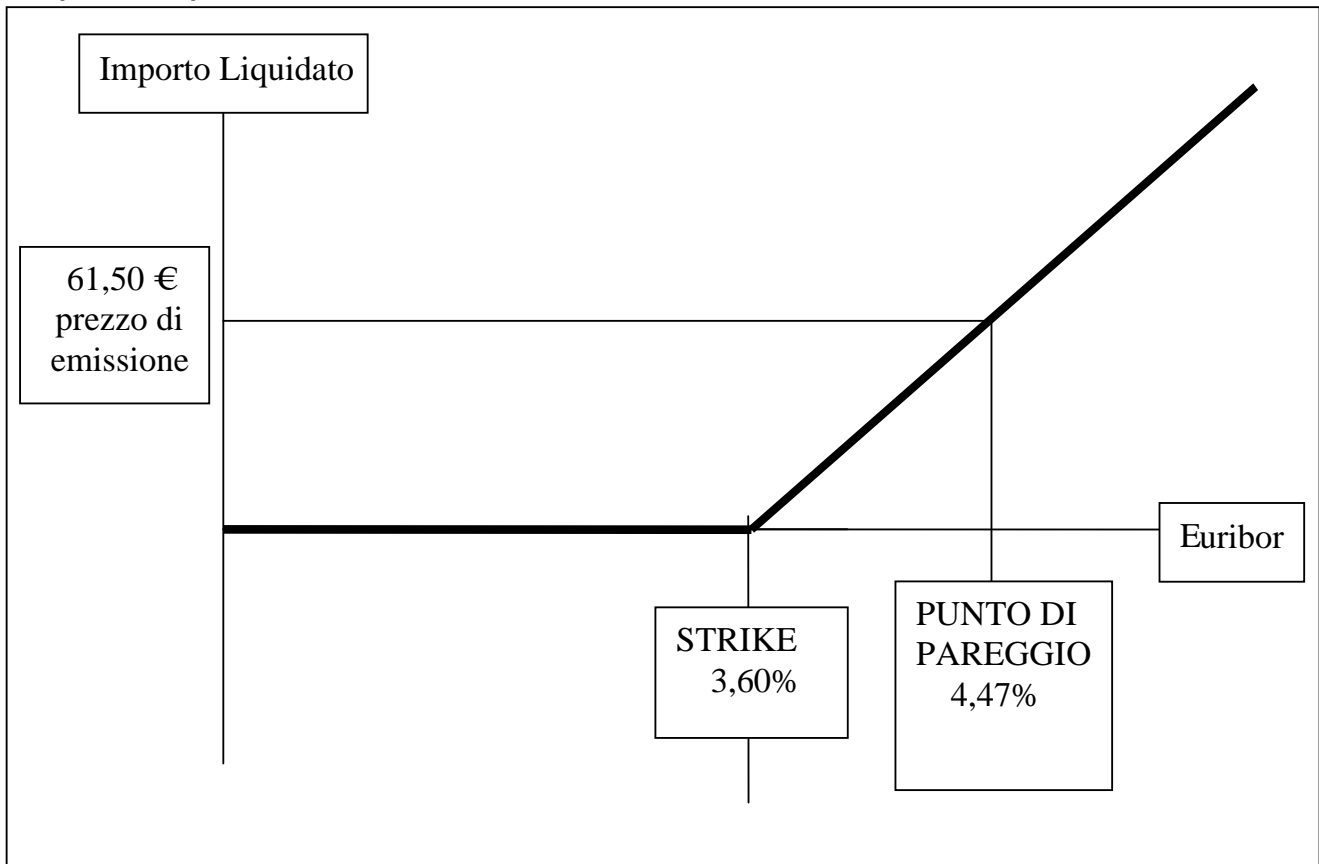 Importo Liquidato
61,50 €
prezzo di
emissione
Euribor
STRIKE
3,60%
PUNTO DI
PAREGGIO
4,47%